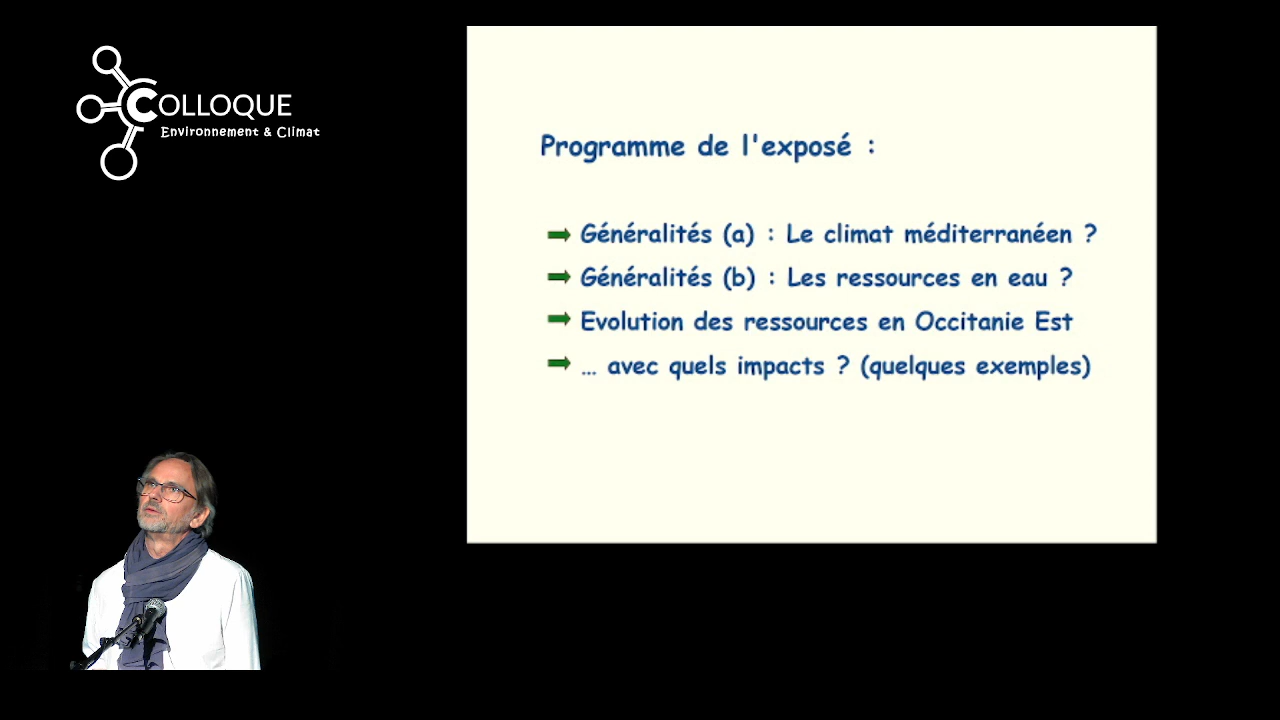 COLLOQUE
Environnement & Climat
Programme de l'exposé :
Généralités (a) : Le climat méditerranéen ?
Généralités (b) : Les ressources en eau ?
Evolution des ressources en Occitanie Est
... avec quels impacts ? (quelques exemples)